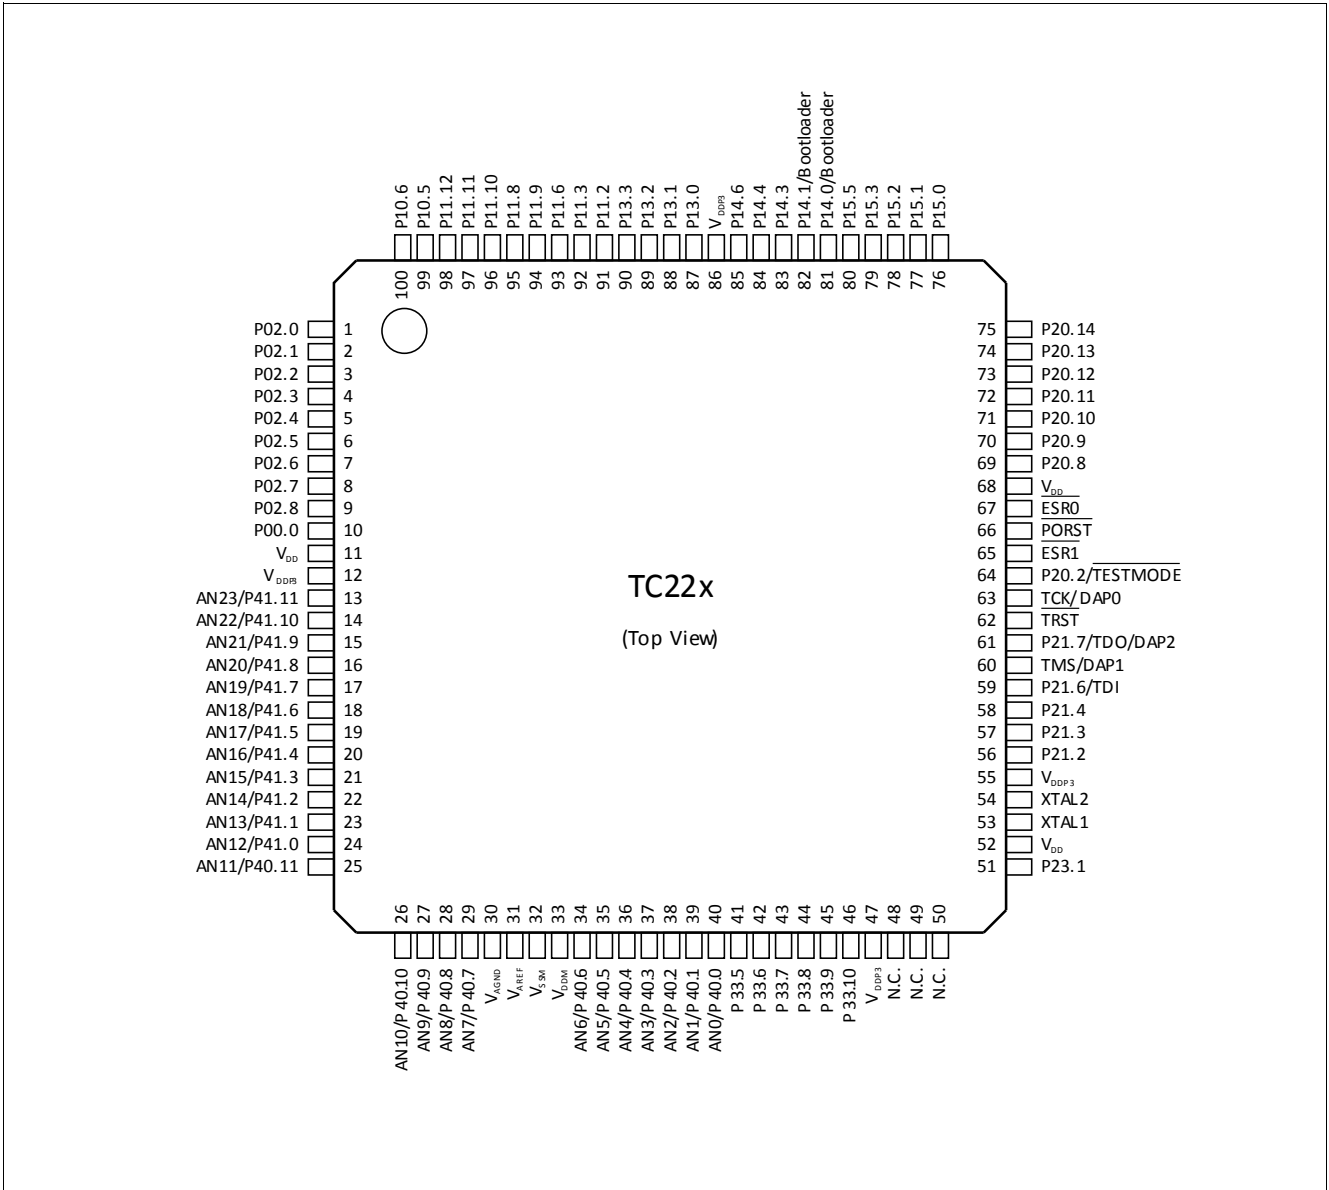 P10.6
P10.5
P11.12
P11.11
P11.10
P11.8
P11.9
P11.6
P11.3
P11.2
P13.3
P13.2
P13.1
P13.0
VDDP3
P14.6
P14.4
P14.3
P14.1/Bootloader
P14.0/Bootloader
P15.5
P15.3
P15.2
P15.1
P15.0
100
99
98
97
96
95
94
93
92
91
90
89
88
87
86
85
84
83
82
81
80
79
78
77
76
P02.0 1
P02.1 2
P02.2 3
P02.3 4
P02.4 5
P02.5 6
P02.6 7
P02.7 8
P02.8 9
P00.0 10
VDD 11
VDDP3 12
AN23/P41.11 13
AN22/P41.10 14
AN21/P41.9 15
AN20/P41.8 16
AN19/P41.7 17
AN18/P41.6 18
AN17/P41.5 19
AN16/P41.4 20
AN15/P41.3 21
AN14/P41.2 22
AN13/P41.1 23
AN12/P41.0 24
AN11/P40.11 25
TC22x
(Top View)
75 P20.14
74 P20.13
73 P20.12
72 P20.11
71 P20.10
70 P20.9
69 P20.8
68 VDD
67 ESR0
66 PORST
65 ESR1
64 P20.2/TESTMODE
63 TCK/DAP0
62 TRST
61 P21.7/TDO/DAP2
60 TMS/DAP1
59 P21.6/TDI
58 P21.4
57 P21.3
56 P21.2
55 VDDP3
54 XTAL2
53 XTAL1
52 VDD
51 P23.1
26
27
28
29
30
31
32
33
34
35
36
37
38
39
40
41
42
43
44
45
46
47
48
49
50
AN10/P40.10
AN9/P40.9
AN8/P40.8
AN7/P40.7
VAGND
VAREF
VSSM
VDDM
AN6/P40.6
AN5/P40.5
AN4/P40.4
AN3/P40.3
AN2/P40.2
AN1/P40.1
AN0/P40.0
P33.5
P33.6
P33.7
P33.8
P33.9
P33.10
VDDP3
N.C.
N.C.
N.C.